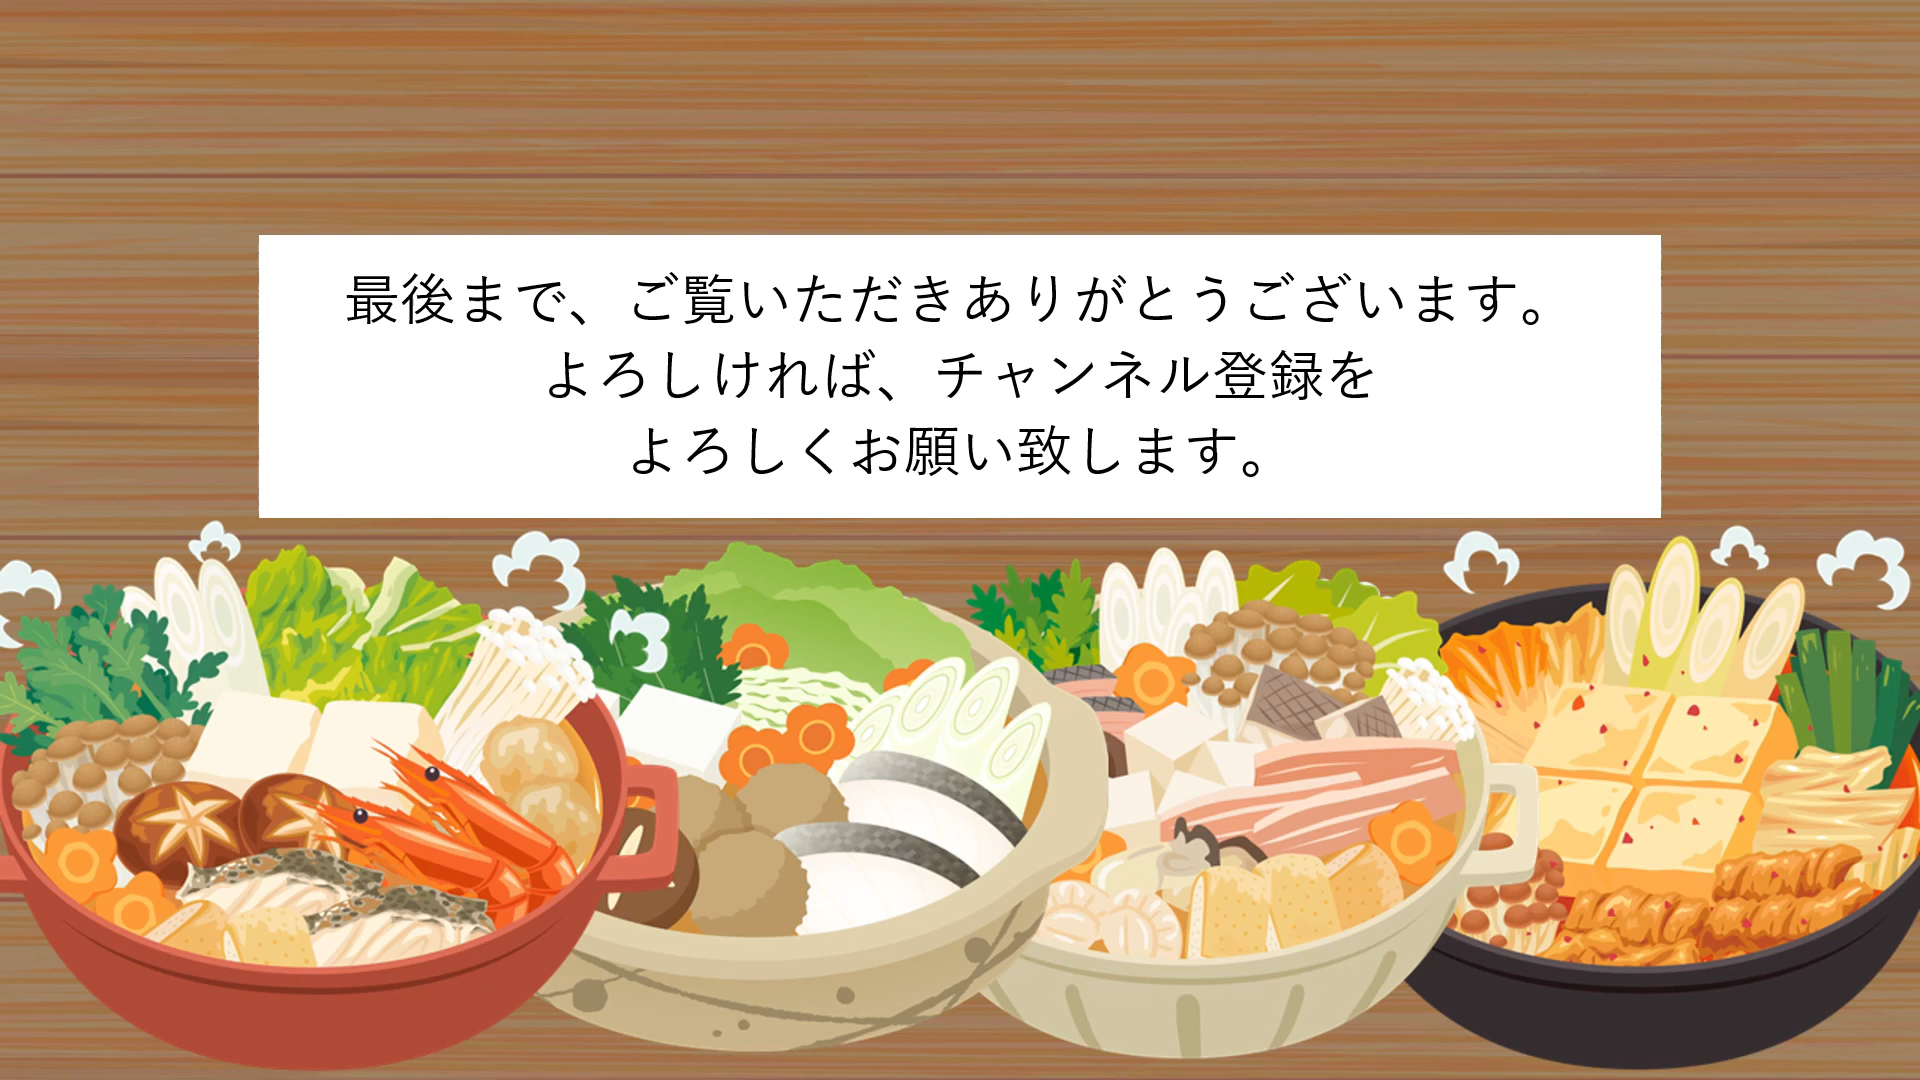 最後まで、ご覧いただきありがとうございます。
よろしければ、チャンネル登録を
よろしくお願い致します。